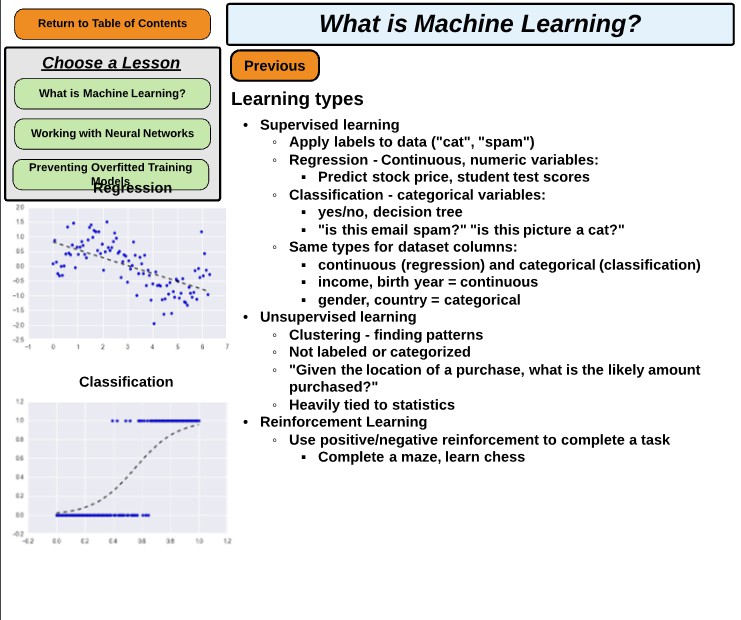 Return to Table of Contents
What is Machine Learning?
Choose a Lesson
What is Machine Learning?
Working with Neural Networks
Preventing Overfitted Training
Models
Previous
Learning types
• Supervised learning
◦ Apply labels to data ("cat", "spam")
◦ Regression - Continuous, numeric variables:
▪ Predict stock price, student test scores
◦ Classification - categorical variables:
▪ yes/no, decision tree
▪ "is this email spam?" "is this picture a cat?"
◦ Same types for dataset columns:
▪ continuous (regression) and categorical (classification)
▪ income, birth year = continuous
▪ gender, country = categorical
• Unsupervised learning
◦ Clustering - finding patterns
◦ Not labeled or categorized
◦ "Given the location of a purchase, what is the likely amount
purchased?"
◦ Heavily tied to statistics
• Reinforcement Learning
◦ Use positive/negative reinforcement to complete a task
▪ Complete a maze, learn chess
Regression
2.0
1.5
1.0
0.5
0.0
−0.5
−1.0
−1.5
−2.0
−2.5
−1 0 1 2 3 4 5 6 7
Classification
1.2
1.0
0.8
0.6
0.4
0.2
0.0
−0.2
−0.2 0.0 0.2 0.4 0.8 1.0 1.2